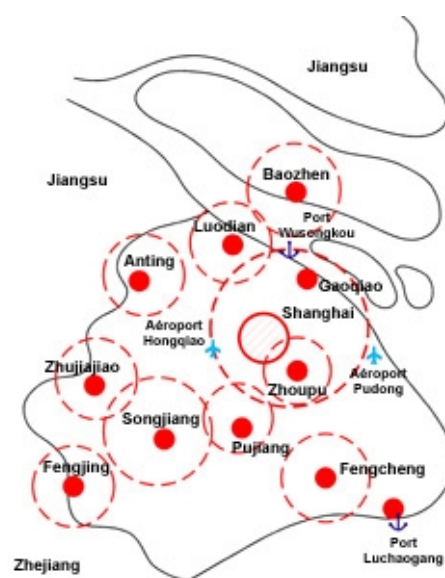 Jiangsu
Baozhen
Jiangsu
Port
Wusongkou
Luodian
Anting
Gaoqiao
Shanghai
Aéroport
Hongqiao
Zhujiajiao
Zhoupu
Aéroport
Pudong
Songjiang
Pujiang
Fengjing
Fengcheng
Port
Luchaogang
Zhejiang